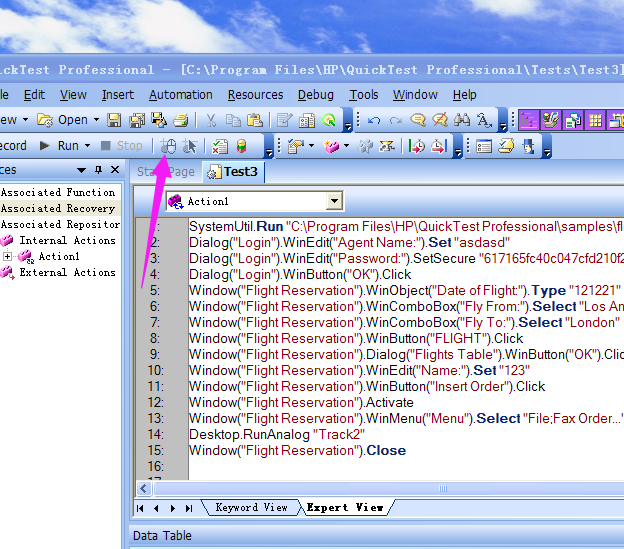 ickTest Professional - [C:\Program Files\HP\QuickTest Professional\Tests\Test3]
le Edit View Insert Automation Resources Debug Tools Window Help
ew Open
ecord Run Stop
ces
Start Page Test3
Associated Function
Associated Recovery
Associated Repositor
Internal Actions
Action1
External Actions
Action1
1: SystemUtil.Run "C:\Program Files\HP\QuickTest Professional\samples\fl
2: Dialog("Login").WinEdit("Agent Name:").Set "asdasd"
3: Dialog("Login").WinEdit("Password:").SetSecure "617165fc40c047cfd210f2
4: Dialog("Login").WinButton("OK").Click
5: Window("Flight Reservation").WinObject("Date of Flight:").Type "121221"
6: Window("Flight Reservation").WinComboBox("Fly From:").Select "Los An
7: Window("Flight Reservation").WinComboBox("Fly To:").Select "London"
8: Window("Flight Reservation").WinButton("FLIGHT").Click
9: Window("Flight Reservation").Dialog("Flights Table").WinButton("OK").Clic
10: Window("Flight Reservation").WinEdit("Name:").Set "123"
11: Window("Flight Reservation").WinButton("Insert Order").Click
12: Window("Flight Reservation").Activate
13: Window("Flight Reservation").WinMenu("Menu").Select "File;Fax Order..."
14: Desktop.RunAnalog "Track2"
15: Window("Flight Reservation").Close
16:
Keyword View Expert View
Data Table